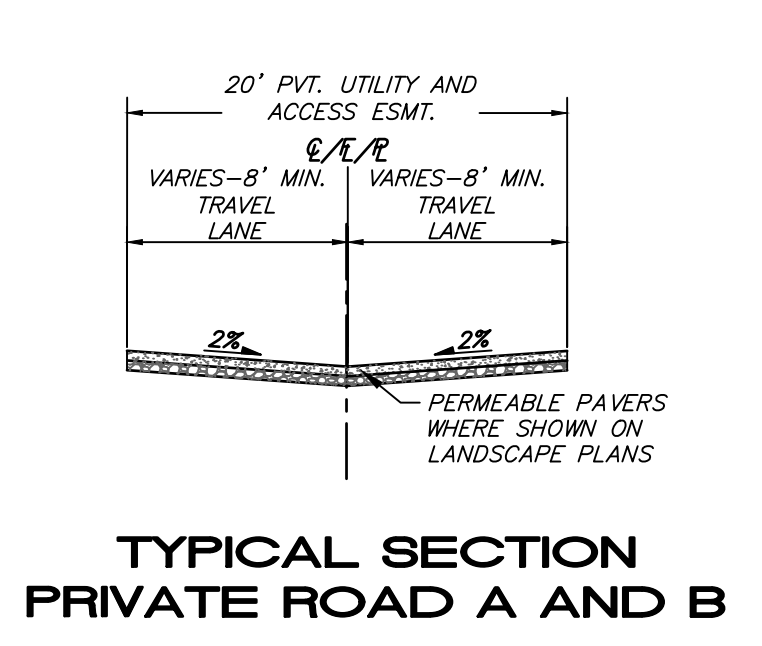 20' PVT. UTILITY AND
ACCESS ESMT.
℄/F/P
VARIES-8' MIN.
TRAVEL
LANE
VARIES-8' MIN.
TRAVEL
LANE
2%
2%
PERMEABLE PAVERS
WHERE SHOWN ON
LANDSCAPE PLANS
TYPICAL SECTION
PRIVATE ROAD A AND B